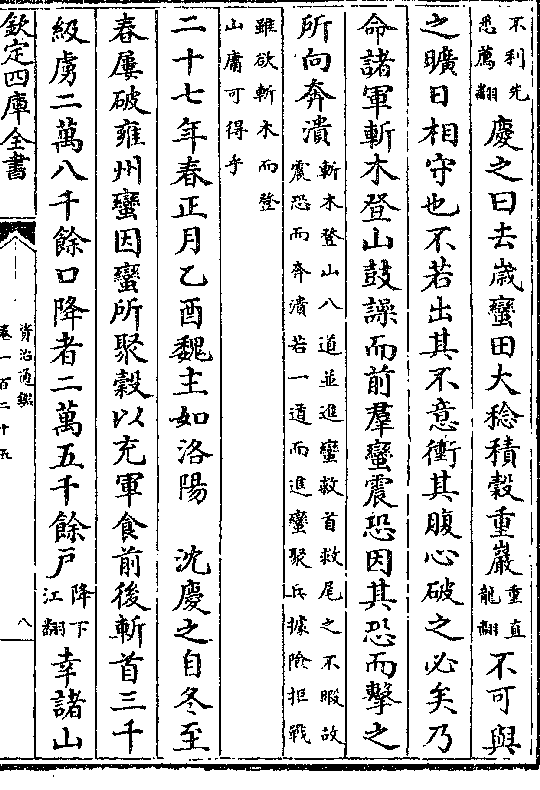 不利先悉薦翻慶之曰去歲蠻田大稔積穀重巖重直龍翻不可與
之曠日相守也不若出其不意衝其腹心破之必矣乃
命諸軍斬木登山鼓譟而前羣蠻震恐因其恐而擊之
所向奔潰斬木登山八道並進蠻救首救尾之不暇故震恐而奔潰若一道而進蠻聚兵據險拒戰
雖欲斬木而登山庸可得乎
二十七年春正月乙酉魏主如洛陽　沈慶之自冬至
春屢破雍州蠻因蠻所聚穀以充軍食前後斬首三千
級虜二萬八千餘口降者二萬五千餘戶降下江翻幸諸山
欽定四庫全書
資治通鑑
卷一百二十五
八